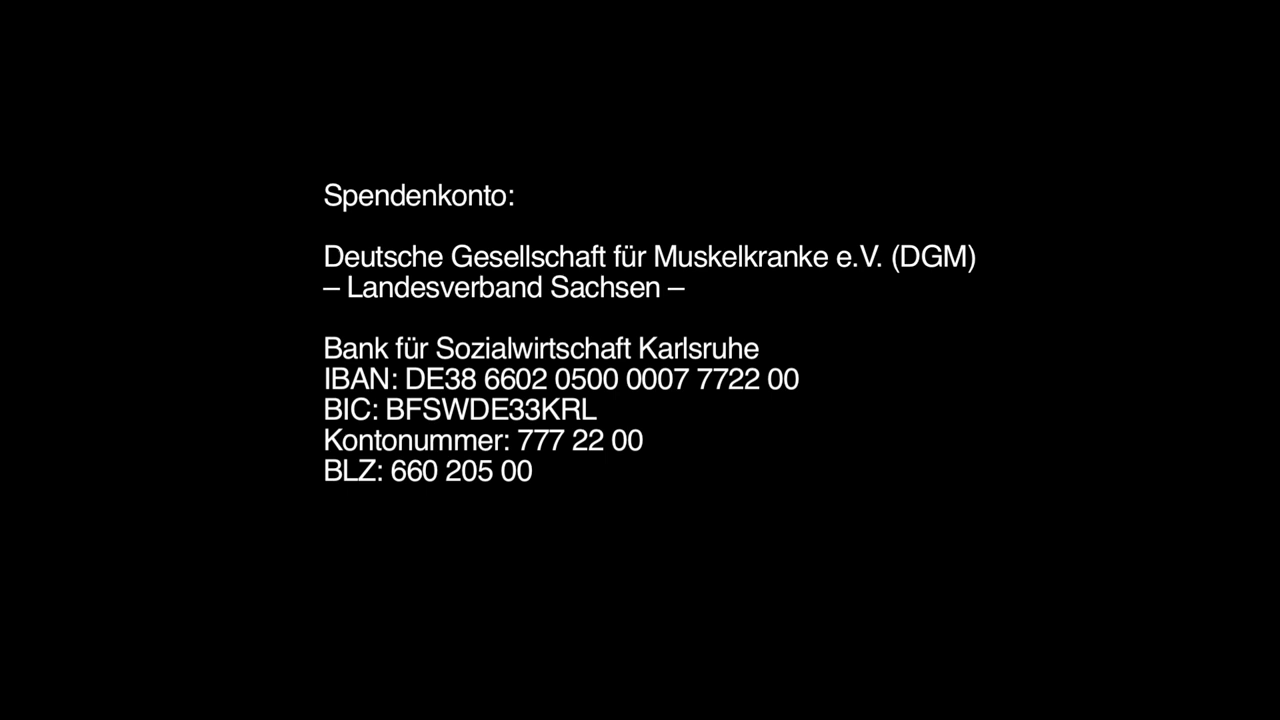 Spendenkonto:
Deutsche Gesellschaft für Muskelkranke e.V. (DGM)
– Landesverband Sachsen –
Bank für Sozialwirtschaft Karlsruhe
IBAN: DE38 6602 0500 0007 7722 00
BIC: BFSWDE33KRL
Kontonummer: 777 22 00
BLZ: 660 205 00